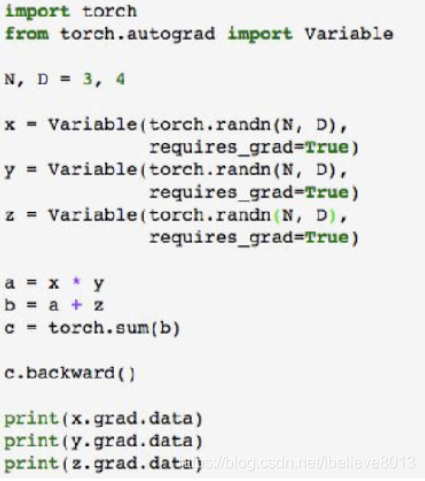 import torch
from torch.autograd import Variable
N, D = 3, 4
x = Variable(torch.randn(N, D),
requires_grad=True)
y = Variable(torch.randn(N, D),
requires_grad=True)
z = Variable(torch.randn(N, D),
requires_grad=True)
a = x * y
b = a + z
c = torch.sum(b)
c.backward()
print(x.grad.data)
print(y.grad.data)
print(z.grad.data)
https://blog.csdn.net/ibelieve8013